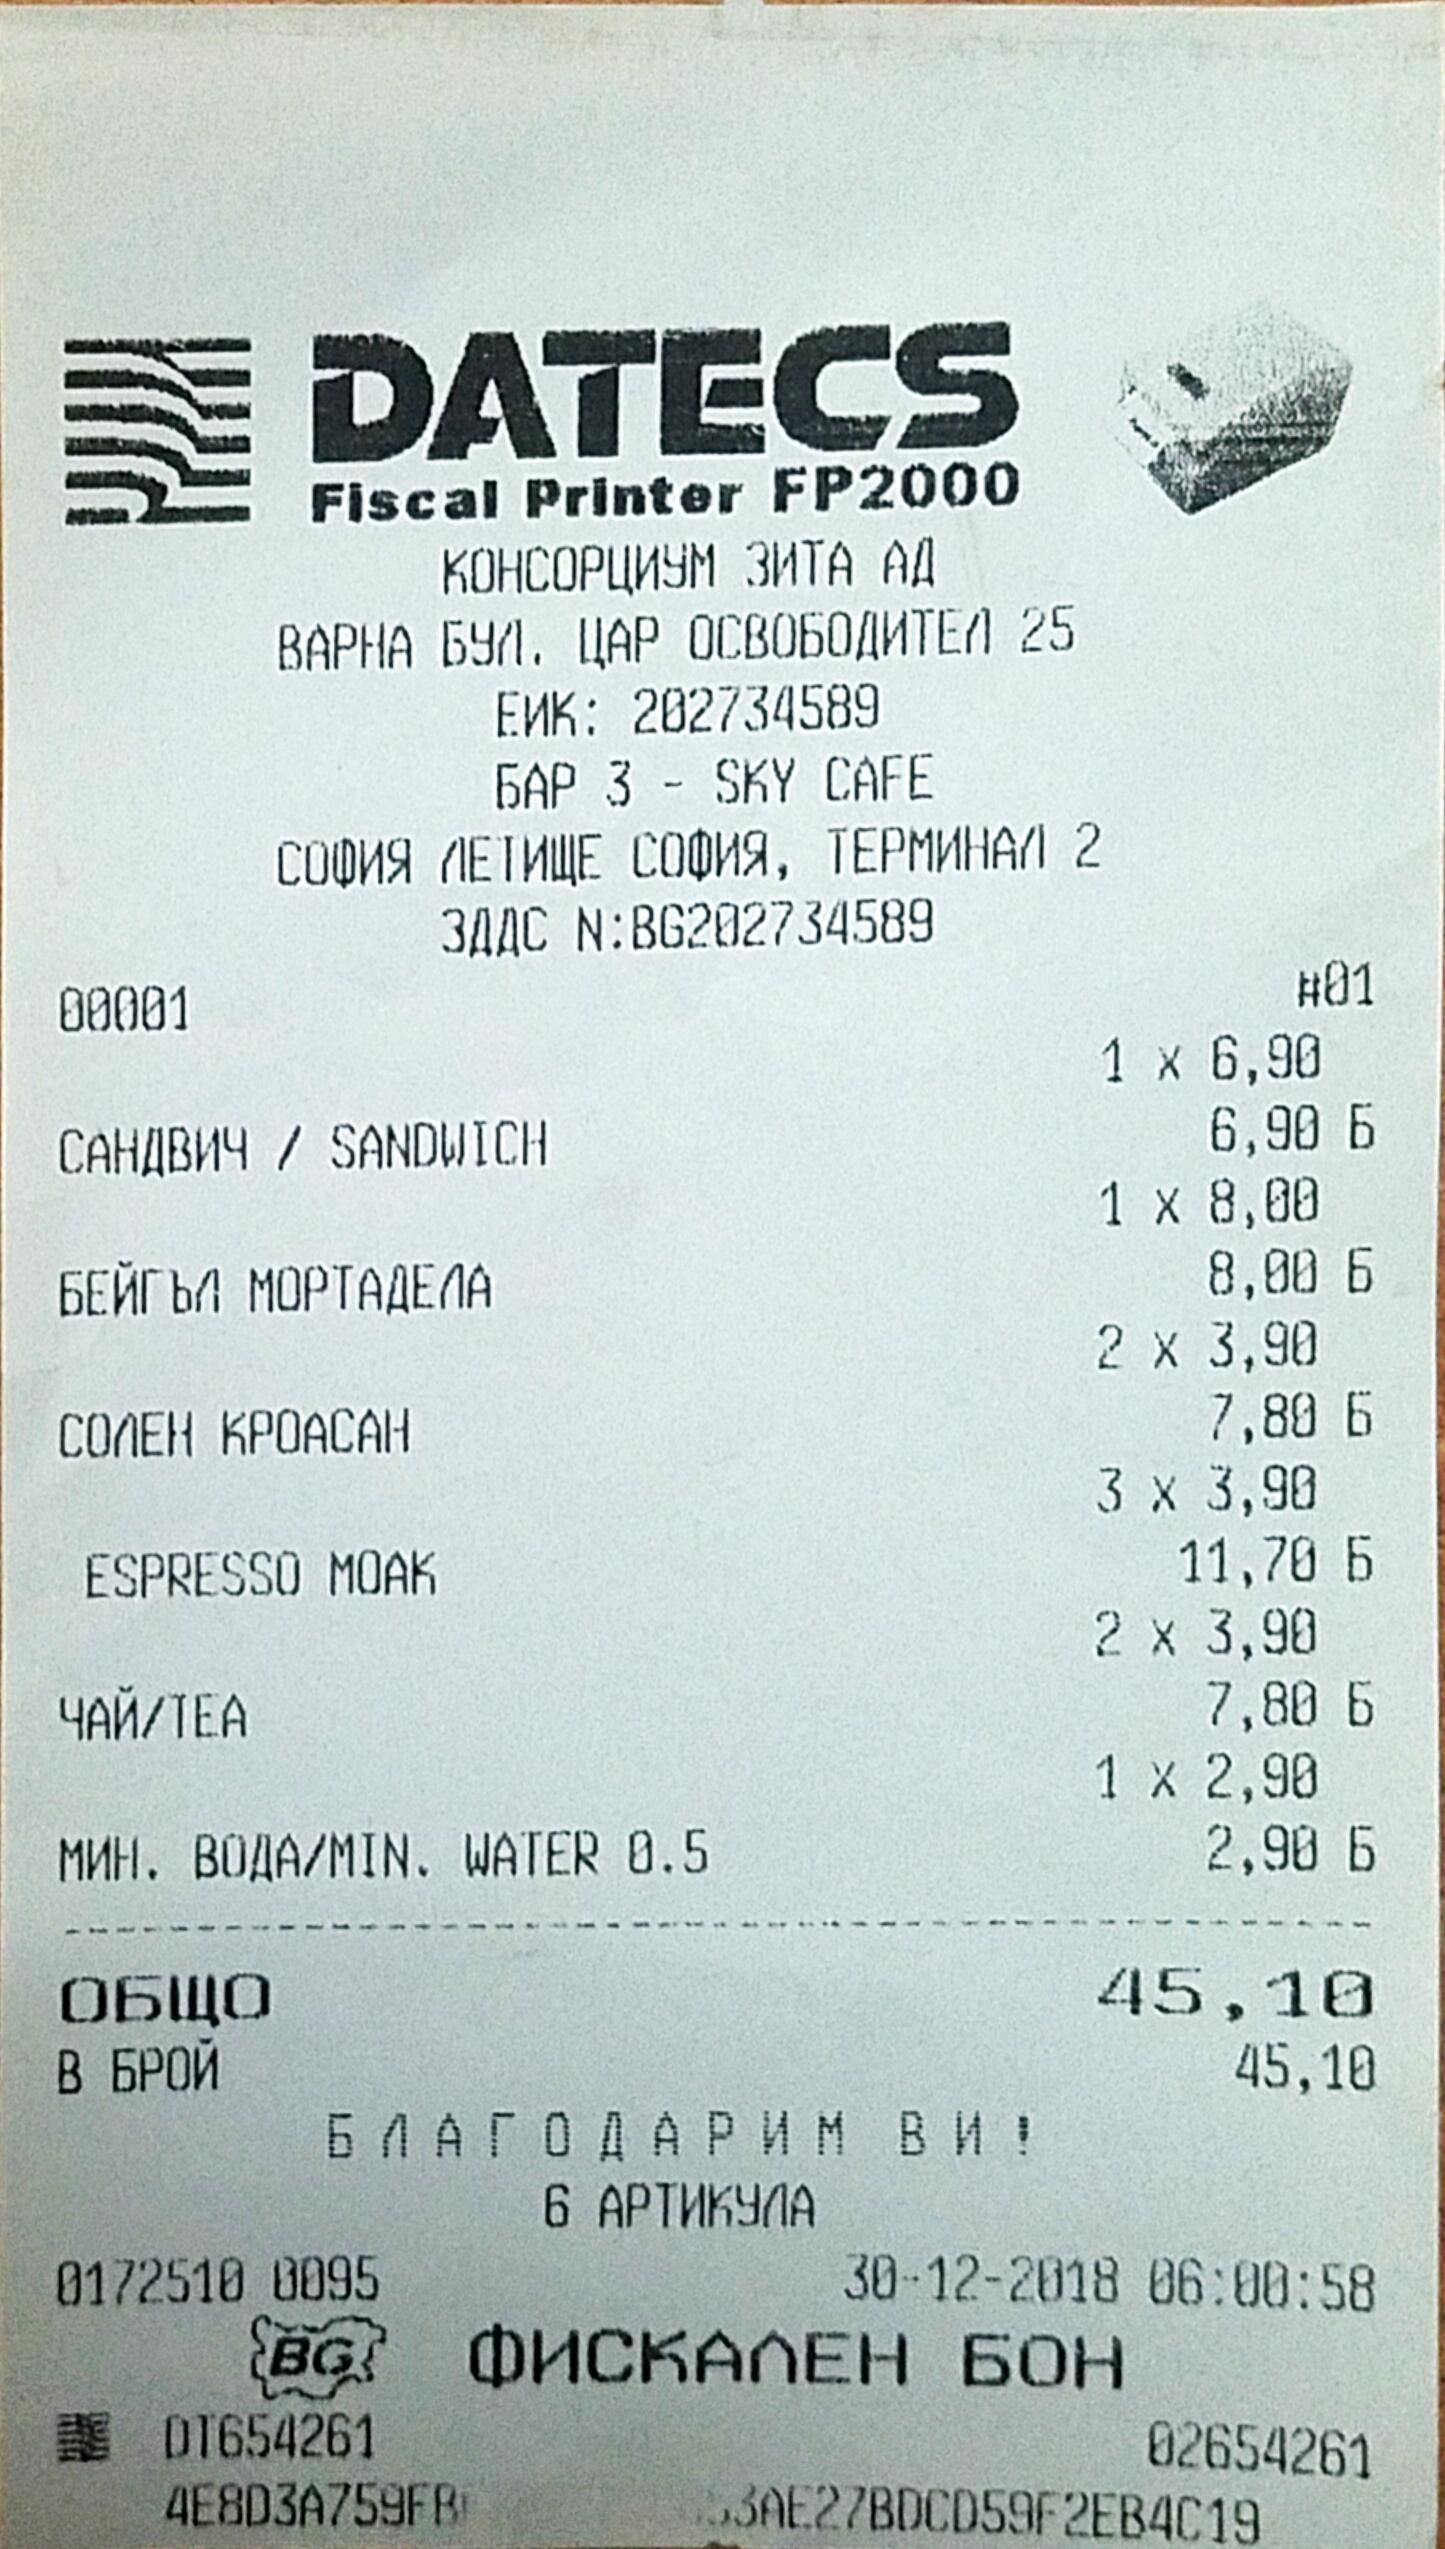 DATECS
Fiscal Printer FP2000
КОНСОРЦИУМ ЗИТА АД
ВАРНА БУЛ. ЦАР ОСВОБОДИТЕЛ 25
ЕИК: 202734589
БАР 3 - SKY CAFE
СОФИЯ ЛЕТИЩЕ СОФИЯ, ТЕРМИНАЛ 2
ЗДДС N:BG202734589
00001 #01
1 x 6,90
САНДВИЧ / SANDWICH 6,90 Б
1 x 8,00
БЕЙГЪЛ МОРТАДЕЛА 8,00 Б
2 x 3,90
СОЛЕН КРОАСАН 7,80 Б
3 x 3,90
ESPRESSO МОАК 11,70 Б
2 x 3,90
ЧАЙ/TEA 7,80 Б
1 x 2,90
МИН. ВОДА/MIN. WATER 0.5 2,90 Б
ОБЩО 45,10
В БРОЙ 45,10
БЛАГОДАРИМ ВИ!
6 АРТИКУЛА
0172510 0095 30-12-2018 06:00:58
BG ФИСКАЛЕН БОН
DT654261 02654261